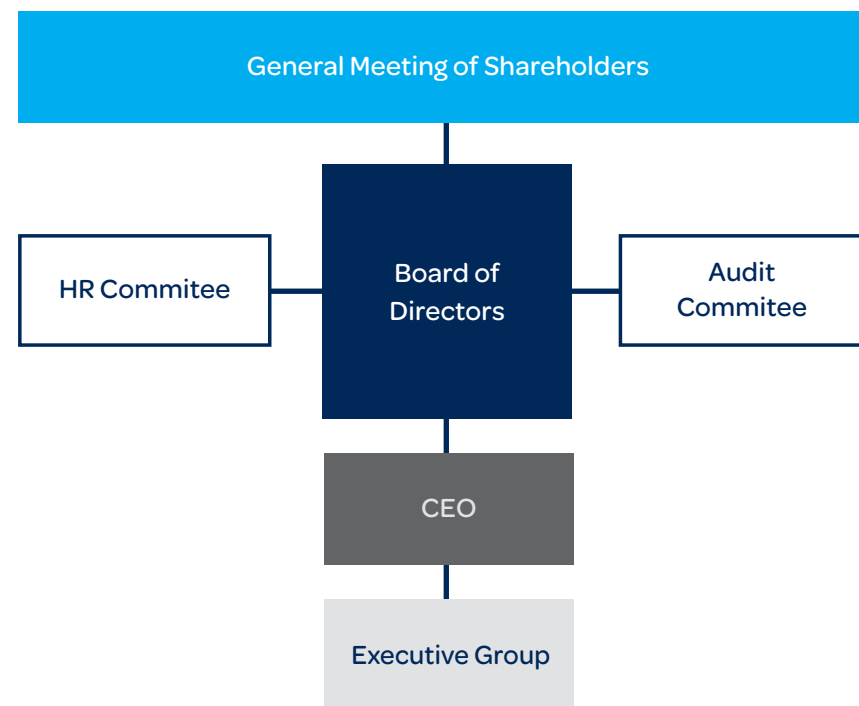 General Meeting of Shareholders
HR Commitee
Board of
Directors
Audit
Commitee
CEO
Executive Group